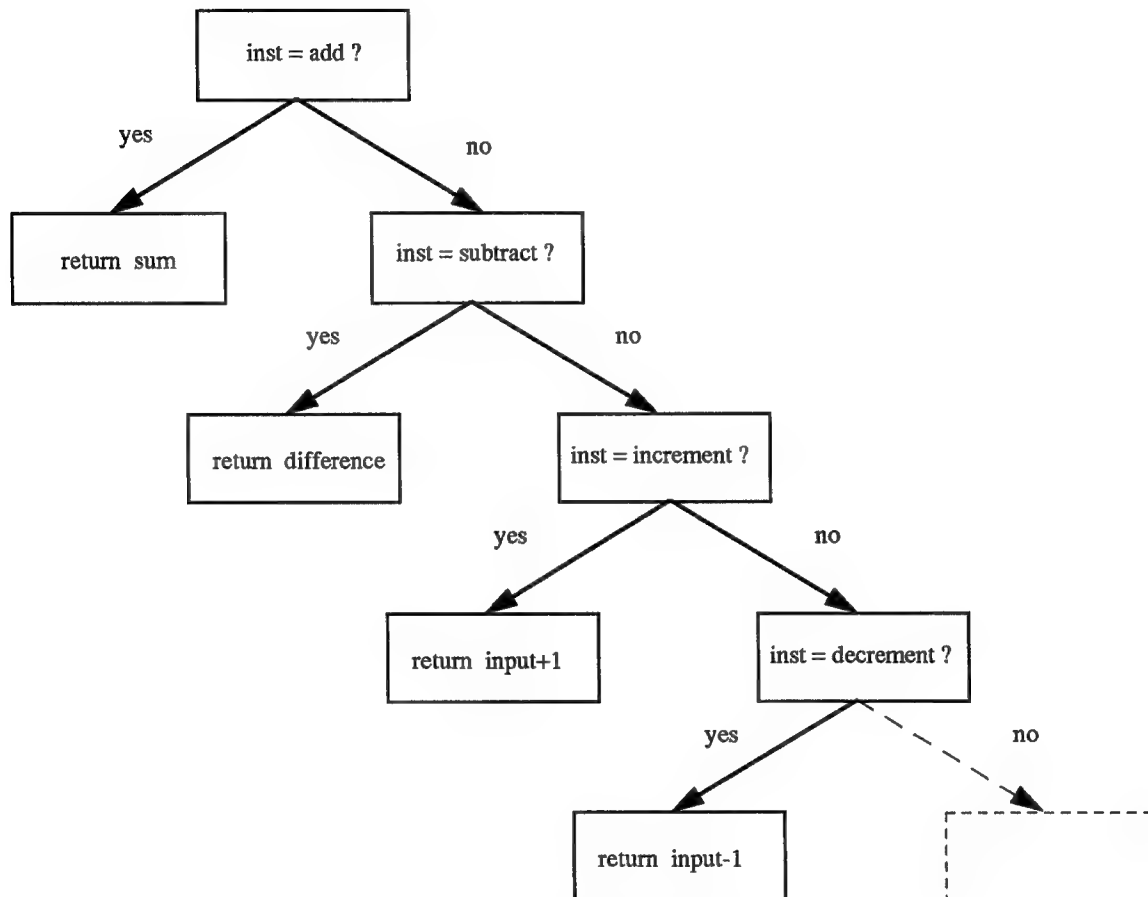 inst = add ?
yes
no
return sum
inst = subtract ?
yes
no
return difference
inst = increment ?
yes
no
return input+1
inst = decrement ?
yes
no
return input-1